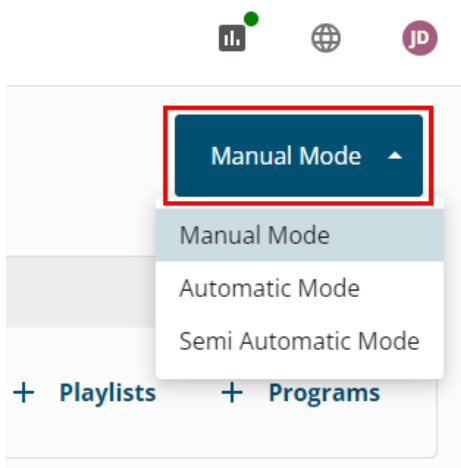 JD
Manual Mode
Manual Mode
Automatic Mode
Semi Automatic Mode
+ Playlists + Programs